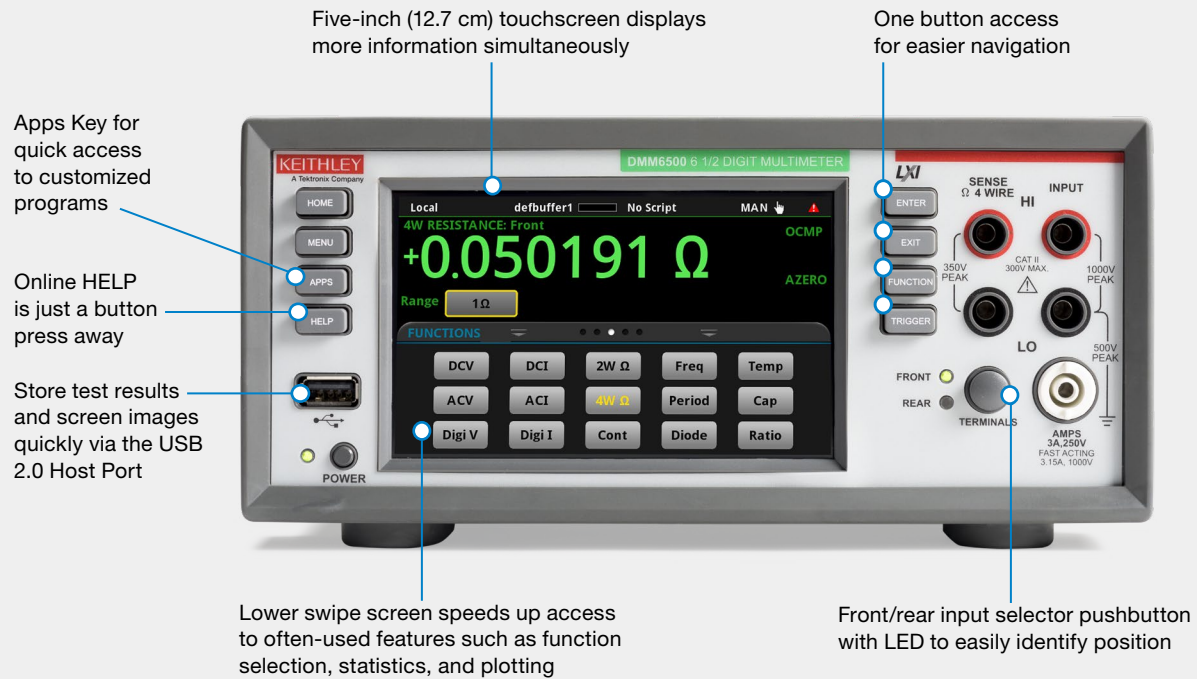 Five-inch (12.7 cm) touchscreen displays
more information simultaneously
One button access
for easier navigation
Apps Key for
quick access
to customized
programs
Online HELP
is just a button
press away
Store test results
and screen images
quickly via the USB
2.0 Host Port
KEITHLEY
A Tektronix Company
DMM6500 6 1/2 DIGIT MULTIMETER
LXI
HOME
MENU
APPS
HELP
POWER
Local defbuffer1 No Script MAN
4W RESISTANCE: Front
OCMP
+0.050191 Ω
AZERO
Range 1Ω
FUNCTIONS
DCV DCI 2W Ω Freq Temp
ACV ACI 4W Ω Period Cap
Digi V Digi I Cont Diode Ratio
ENTER
EXIT
FUNCTION
TRIGGER
SENSE
Ω 4 WIRE
HI
INPUT
350V
PEAK
CAT II
300V MAX.
1000V
PEAK
LO
500V
PEAK
FRONT
REAR
TERMINALS
AMPS
3A,250V
FAST ACTING
3.15A, 1000V
Lower swipe screen speeds up access
to often-used features such as function
selection, statistics, and plotting
Front/rear input selector pushbutton
with LED to easily identify position